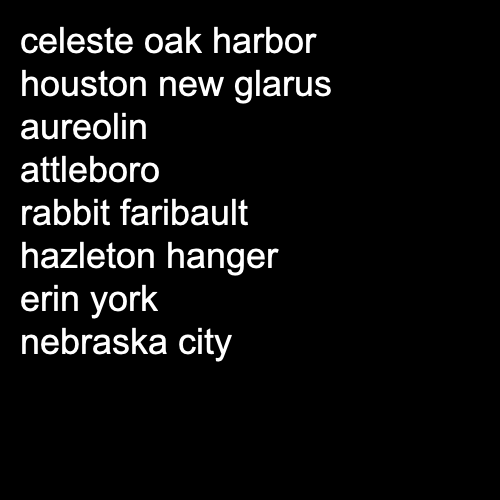 celeste oak harbor
houston new glarus
aureolin
attleboro
rabbit faribault
hazleton hanger
erin york
nebraska city